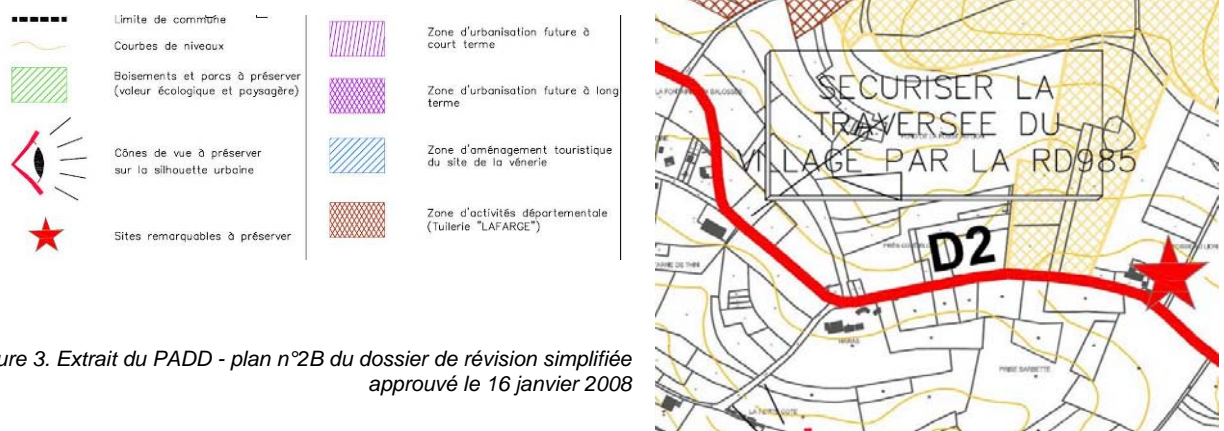 Limite de commune
Courbes de niveaux
Boisements et parcs à préserver
(valeur écologique et paysagère)
Cônes de vue à préserver
sur la silhouette urbaine
Sites remarquables à préserver
Zone d'urbanisation future à
court terme
Zone d'urbanisation future à long
terme
Zone d'aménagement touristique
du site de la vénerie
Zone d'activités départementale
(Tuilerie "LAFARGE")
ure 3. Extrait du PADD - plan n°2B du dossier de révision simplifiée
approuvé le 16 janvier 2008
SECURISER LA
TRAVERSEE DU
VILLAGE PAR LA RD985
D2
HARAS
PRISE BARBETTE